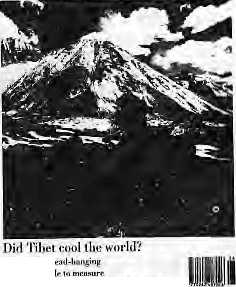 Did Tibet cool the world?
ead-banging
le to measure